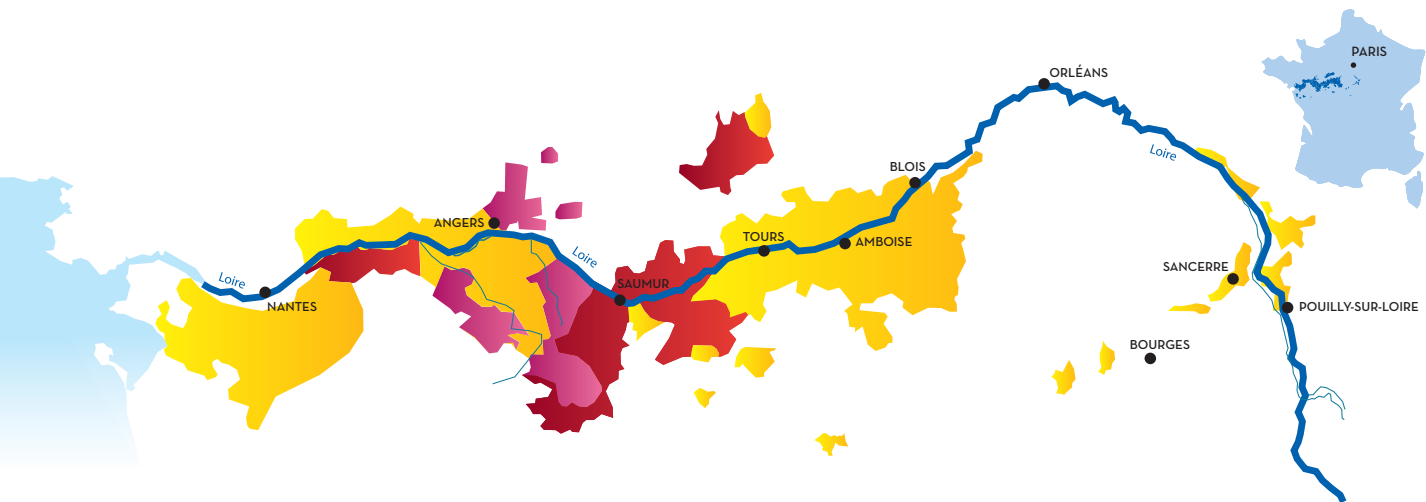 PARIS
ORLÉANS
Loire
BLOIS
ANGERS
TOURS
AMBOISE
Loire
SANCERRE
Loire
SAUMUR
NANTES
POUILLY-SUR-LOIRE
BOURGES